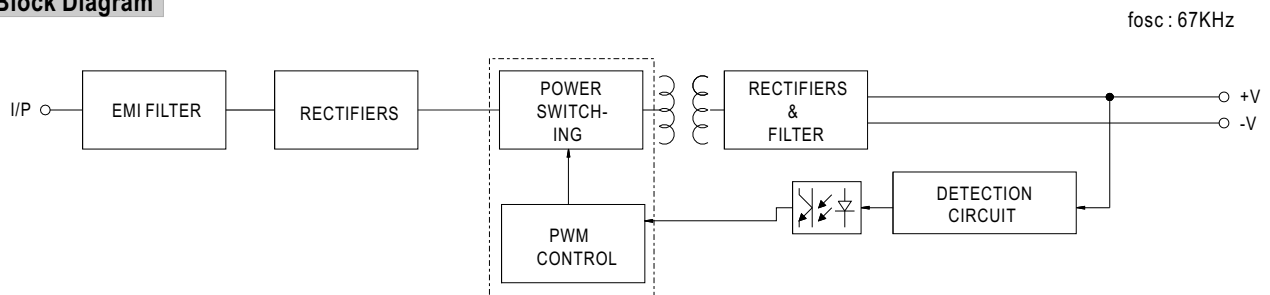 Block Diagram
fosc : 67KHz
I/P
EMI FILTER
RECTIFIERS
POWER
SWITCH-
ING
RECTIFIERS
&
FILTER
+V
-V
DETECTION
CIRCUIT
PWM
CONTROL